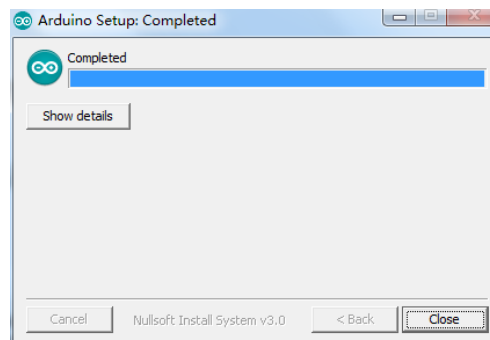 Arduino Setup: Completed
Completed
Show details
Cancel
Nullsoft Install System v3.0
< Back
Close